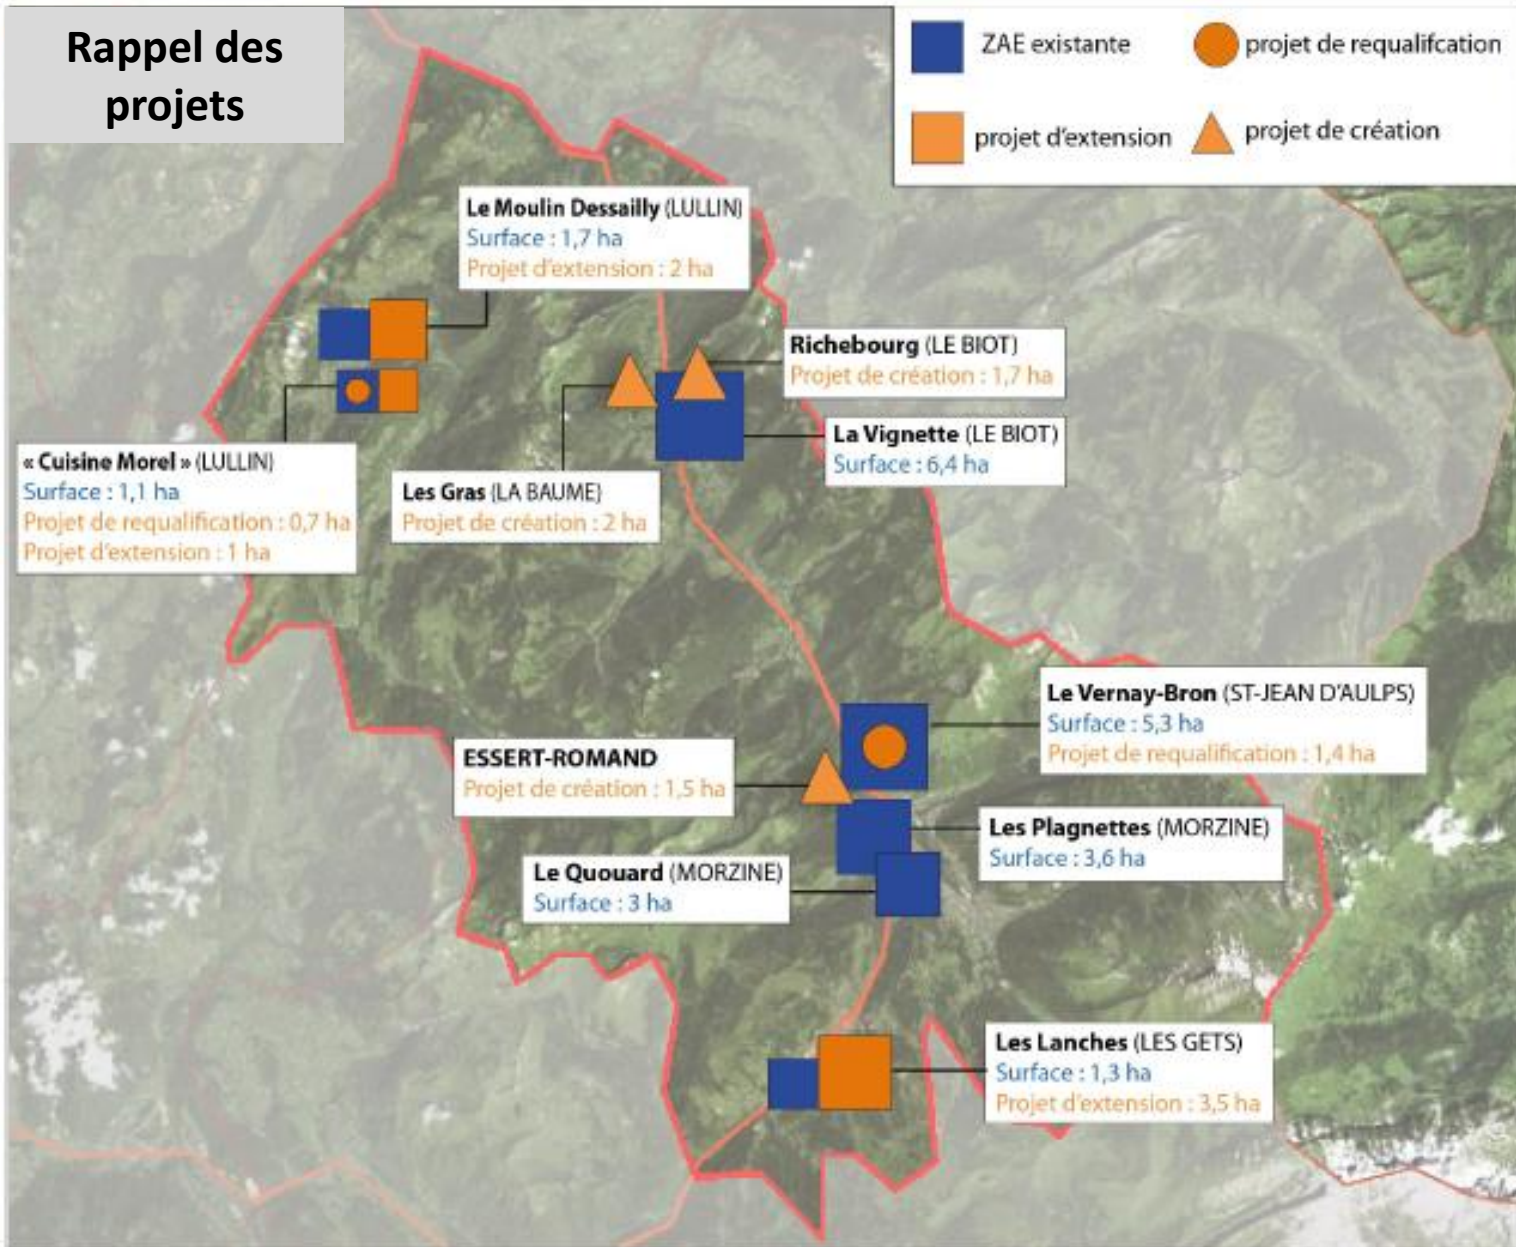 Rappel des
projets
ZAE existante
projet de requalifcation
projet d'extension
projet de création
Le Moulin Dessailly (LULLIN)
Surface : 1,7 ha
Projet d'extension : 2 ha
Richebourg (LE BIOT)
Projet de création : 1,7 ha
La Vignette (LE BIOT)
Surface : 6,4 ha
« Cuisine Morel » (LULLIN)
Surface : 1,1 ha
Projet de requalification : 0,7 ha
Projet d'extension : 1 ha
Les Gras (LA BAUME)
Projet de création : 2 ha
Le Vernay-Bron (ST-JEAN D'AULPS)
Surface : 5,3 ha
Projet de requalification : 1,4 ha
ESSERT-ROMAND
Projet de création : 1,5 ha
Les Plagnettes (MORZINE)
Surface : 3,6 ha
Le Quouard (MORZINE)
Surface : 3 ha
Les Lanches (LES GETS)
Surface : 1,3 ha
Projet d'extension : 3,5 ha